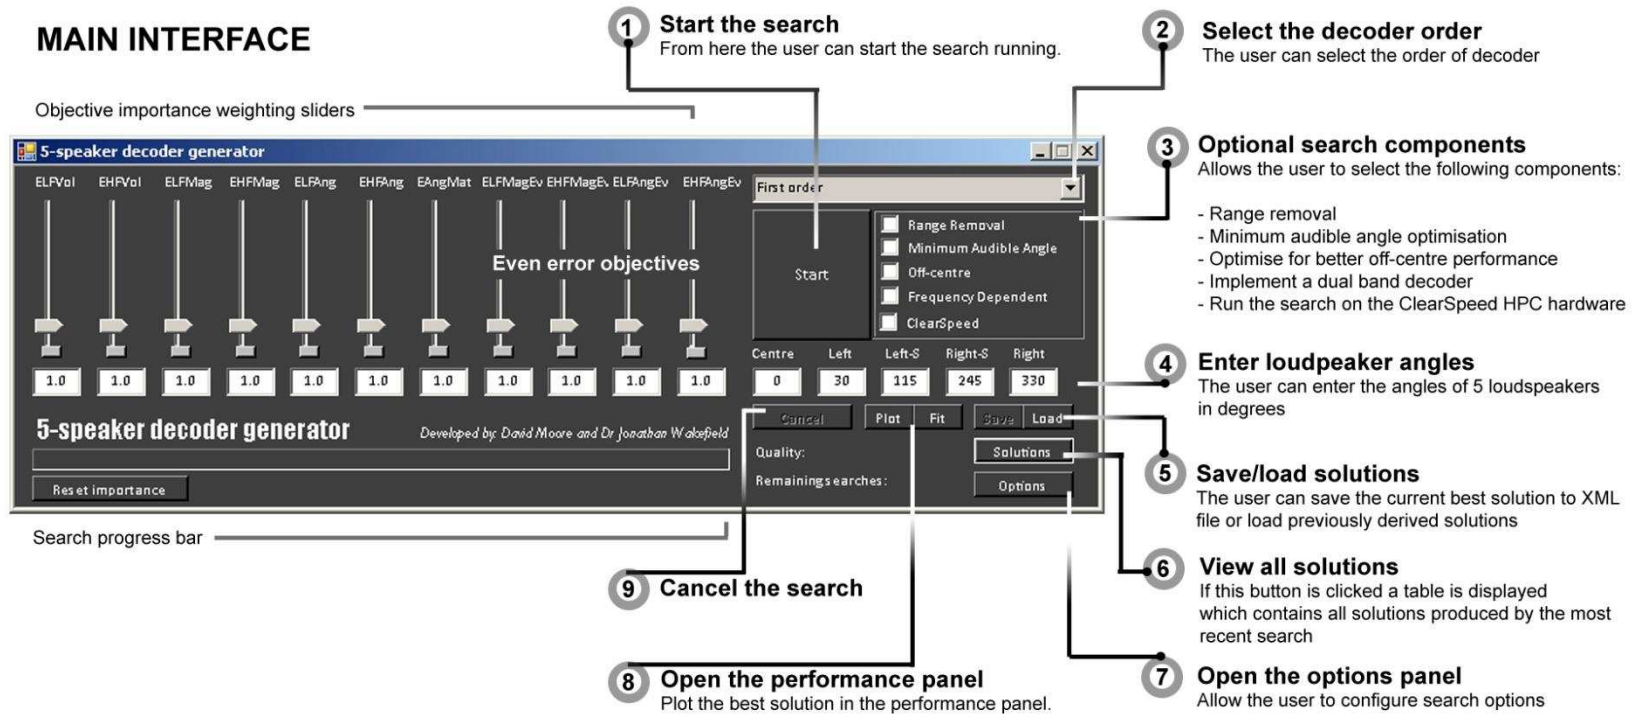 MAIN INTERFACE
1 Start the search
From here the user can start the search running.
2 Select the decoder order
The user can select the order of decoder
Objective importance weighting sliders
5-speaker decoder generator
ELFVol EHFVol ELFMag EHFMag ELFAng EHFAng EAngMat ELFMagEv EHFMagEv ELFAngEv EHFAngEv
First order
Even error objectives
Start
Range Removal
Minimum Audible Angle
Off-centre
Frequency Dependent
ClearSpeed
Centre Left Left-S Right-S Right
1.0 1.0 1.0 1.0 1.0 1.0 1.0 1.0 1.0 1.0 1.0
0 30 115 245 330
Cancel Plot Fit Save Load
5-speaker decoder generator
Developed by: David Moore and Dr Jonathan Wakefield
Quality:
Solutions
Remaining searches:
Options
Reset importance
Search progress bar
3 Optional search components
Allows the user to select the following components:
- Range removal
- Minimum audible angle optimisation
- Optimise for better off-centre performance
- Implement a dual band decoder
- Run the search on the ClearSpeed HPC hardware
4 Enter loudpeaker angles
The user can enter the angles of 5 loudspeakers
in degrees
5 Save/load solutions
The user can save the current best solution to XML
file or load previously derived solutions
6 View all solutions
If this button is clicked a table is displayed
which contains all solutions produced by the most
recent search
7 Open the options panel
Allow the user to configure search options
8 Open the performance panel
Plot the best solution in the performance panel.
9 Cancel the search